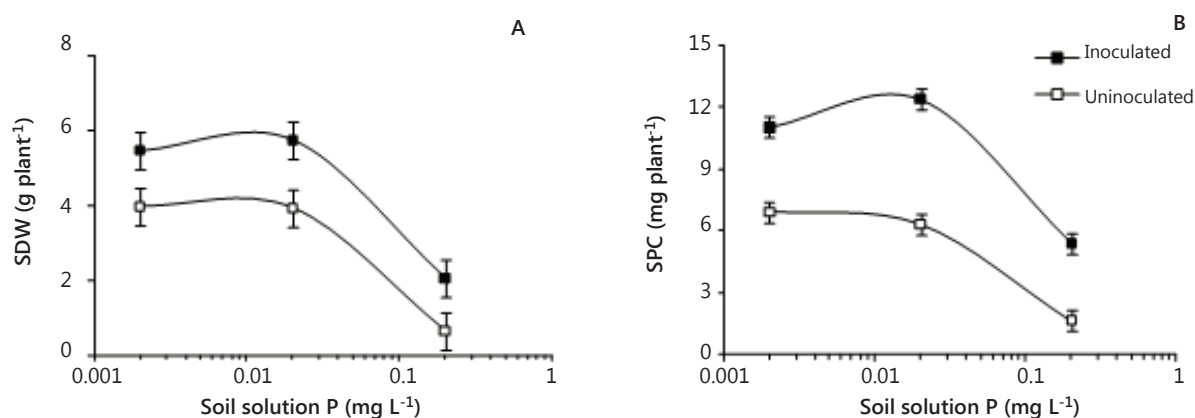 A
8
6
4
2
0
SDW (g plant⁻¹)
0.001 0.01 0.1 1
Soil solution P (mg L⁻¹)
B
15
12
9
6
3
0
SPC (mg plant⁻¹)
0.001 0.01 0.1 1
Soil solution P (mg L⁻¹)
Inoculated
Uninoculated